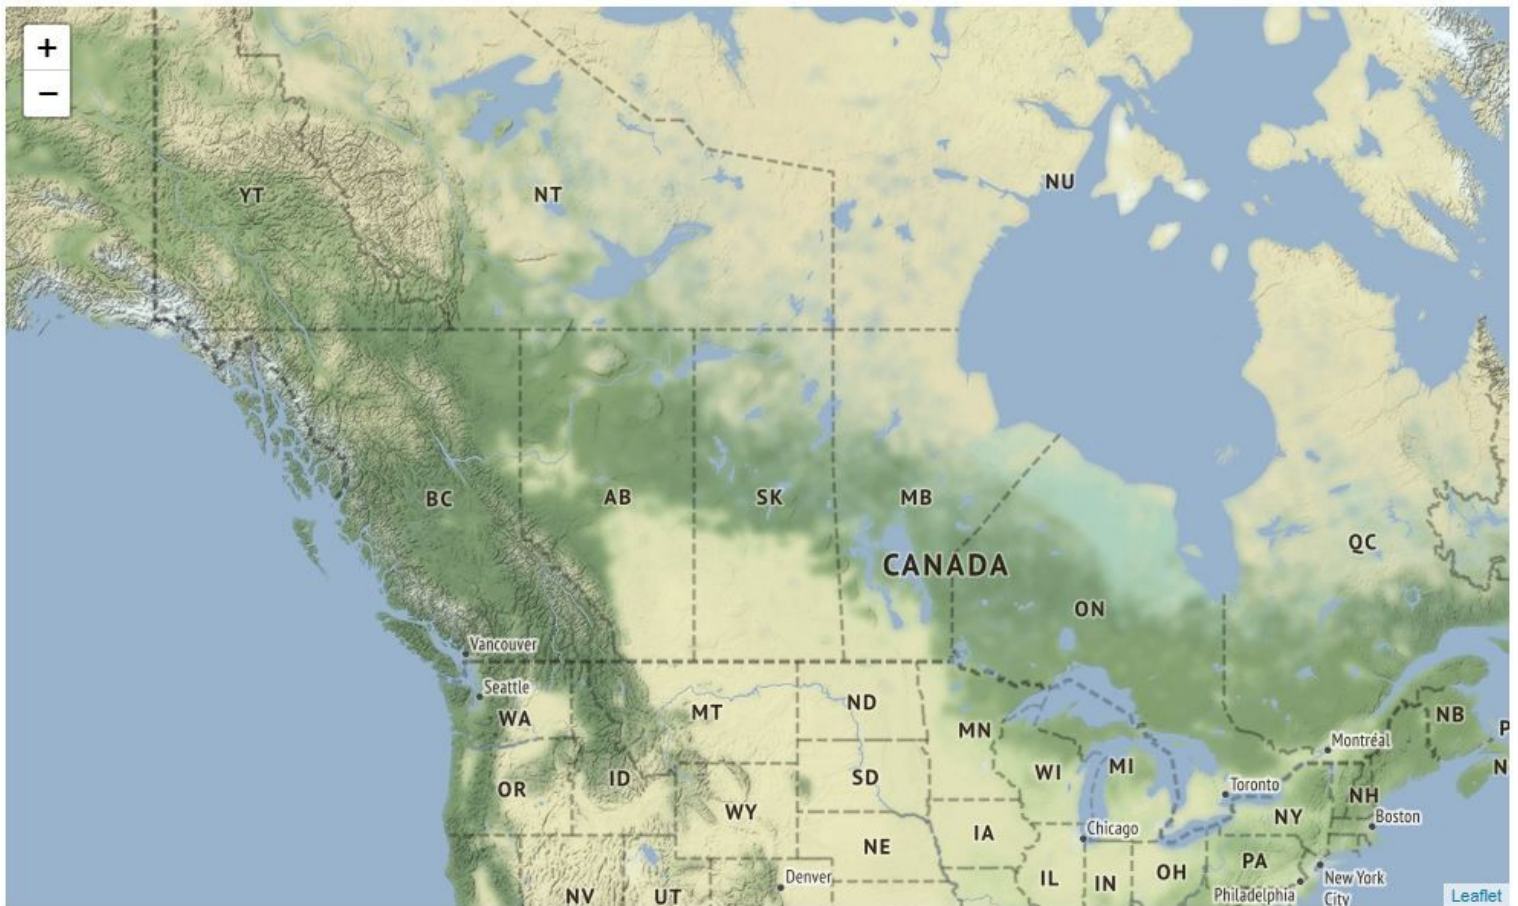 +
−
YT
NT
NU
BC
AB
SK
MB
CANADA
QC
ON
Vancouver
Seattle
WA
MT
ND
MN
NB
P
Montréal
N
OR
ID
SD
WI
MI
Toronto
NH
WY
NY
Boston
Chicago
IA
NE
PA
OH
IL
IN
Denver
New York
City
Philadelphia
NV
UT
Leaflet